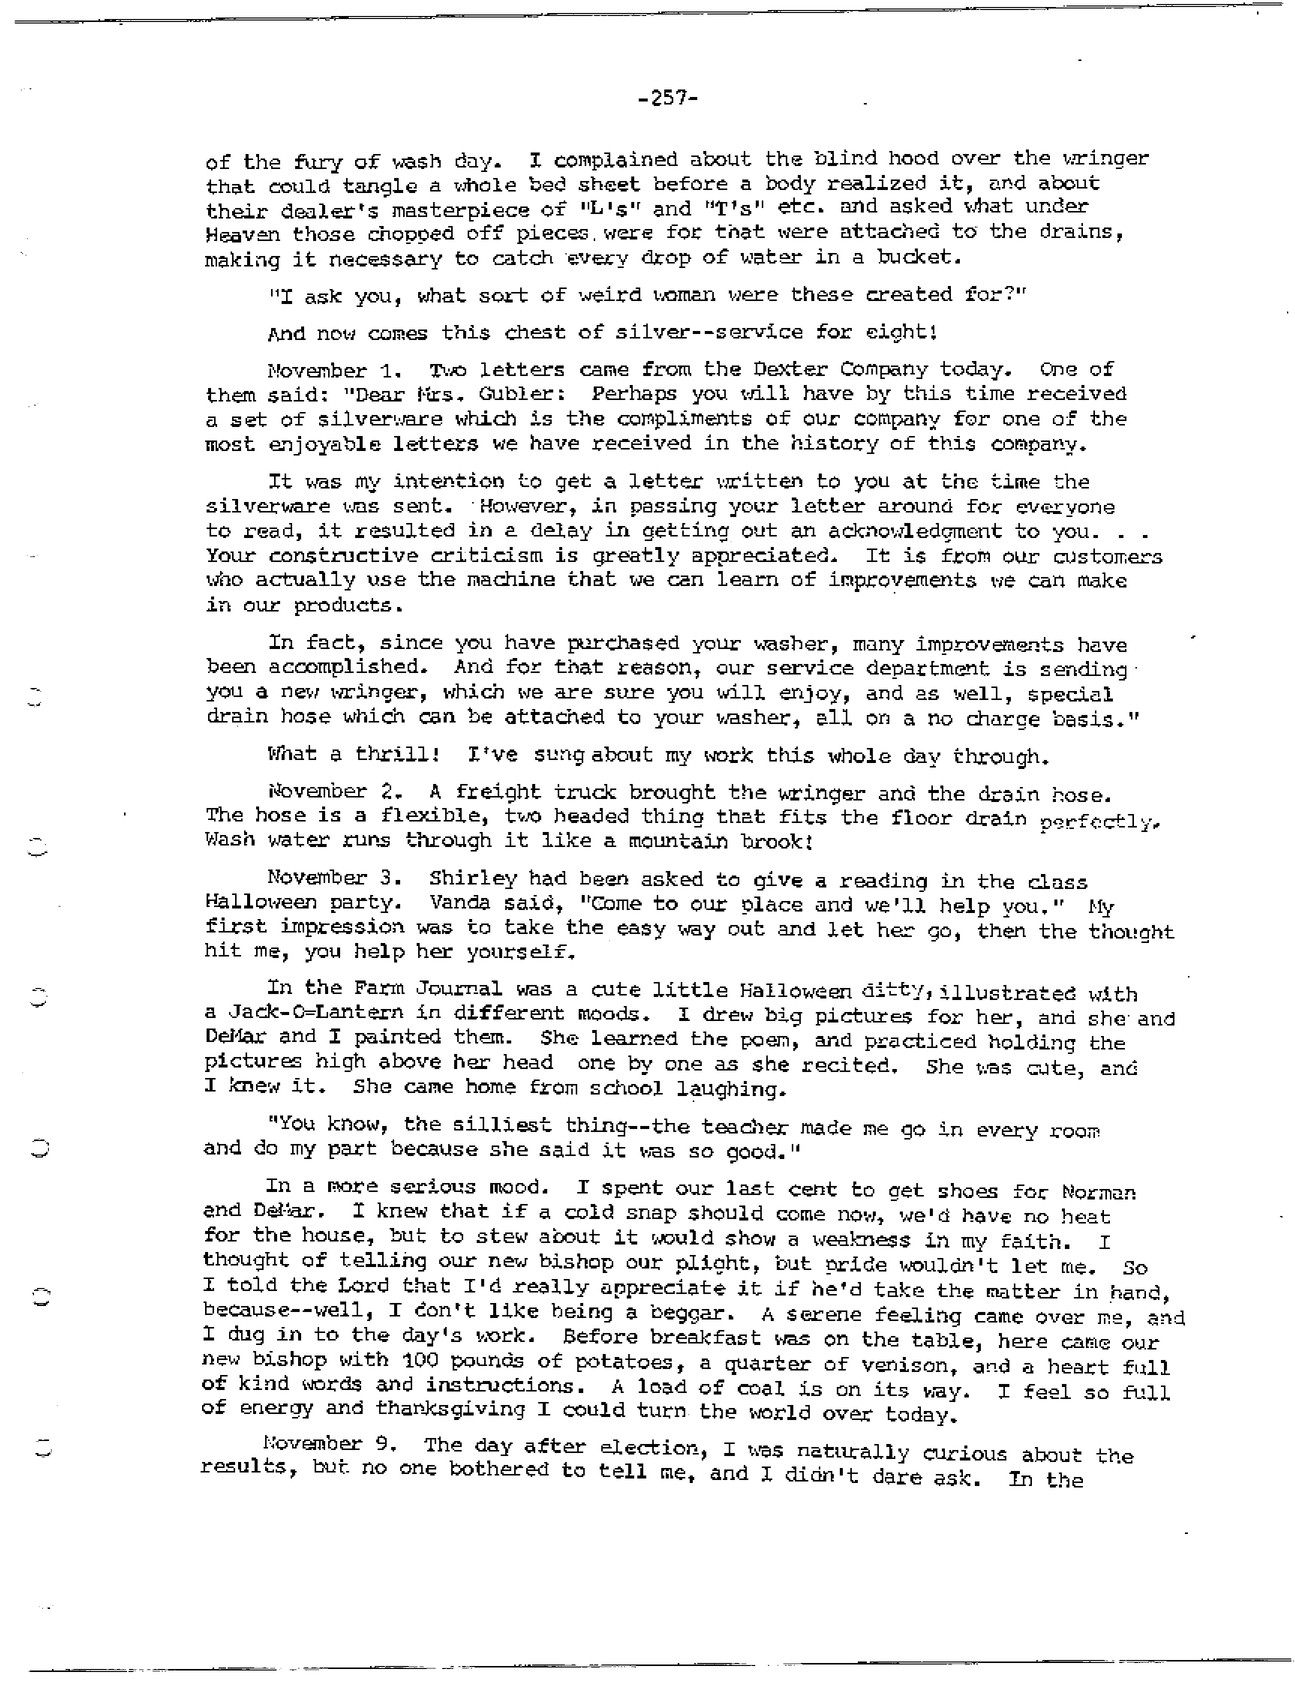 -257-
of the fury of wash day. I complained about the blind hood over the wringer
that could tangle a whole bed sheet before a body realized it, and about
their dealer's masterpiece of "L's" and "T's" etc. and asked what under
Heaven those chopped off pieces were for that were attached to the drains,
making it necessary to catch every drop of water in a bucket.
"I ask you, what sort of weird woman were these created for?"
And now comes this chest of silver--service for eight!
November 1. Two letters came from the Dexter Company today. One of
them said: "Dear Mrs. Gubler: Perhaps you will have by this time received
a set of silverware which is the compliments of our company for one of the
most enjoyable letters we have received in the history of this company.
It was my intention to get a letter written to you at the time the
silverware was sent. However, in passing your letter around for everyone
to read, it resulted in a delay in getting out an acknowledgment to you. . .
Your constructive criticism is greatly appreciated. It is from our customers
who actually use the machine that we can learn of improvements we can make
in our products.
In fact, since you have purchased your washer, many improvements have
been accomplished. And for that reason, our service department is sending
you a new wringer, which we are sure you will enjoy, and as well, special
drain hose which can be attached to your washer, all on a no charge basis."
What a thrill! I've sung about my work this whole day through.
November 2. A freight truck brought the wringer and the drain hose.
The hose is a flexible, two headed thing that fits the floor drain perfectly.
Wash water runs through it like a mountain brook!
November 3. Shirley had been asked to give a reading in the class
Halloween party. Vanda said, "Come to our place and we'll help you." My
first impression was to take the easy way out and let her go, then the thought
hit me, you help her yourself.
In the Farm Journal was a cute little Halloween ditty, illustrated with
a Jack-O=Lantern in different moods. I drew big pictures for her, and she and
DeMar and I painted them. She learned the poem, and practiced holding the
pictures high above her head one by one as she recited. She was cute, and
I knew it. She came home from school laughing.
"You know, the silliest thing--the teacher made me go in every room
and do my part because she said it was so good."
In a more serious mood. I spent our last cent to get shoes for Norman
and DeMar. I knew that if a cold snap should come now, we'd have no heat
for the house, but to stew about it would show a weakness in my faith. I
thought of telling our new bishop our plight, but pride wouldn't let me. So
I told the Lord that I'd really appreciate it if he'd take the matter in hand,
because--well, I don't like being a beggar. A serene feeling came over me, and
I dug in to the day's work. Before breakfast was on the table, here came our
new bishop with 100 pounds of potatoes, a quarter of venison, and a heart full
of kind words and instructions. A load of coal is on its way. I feel so full
of energy and thanksgiving I could turn the world over today.
November 9. The day after election, I was naturally curious about the
results, but no one bothered to tell me, and I didn't dare ask. In the